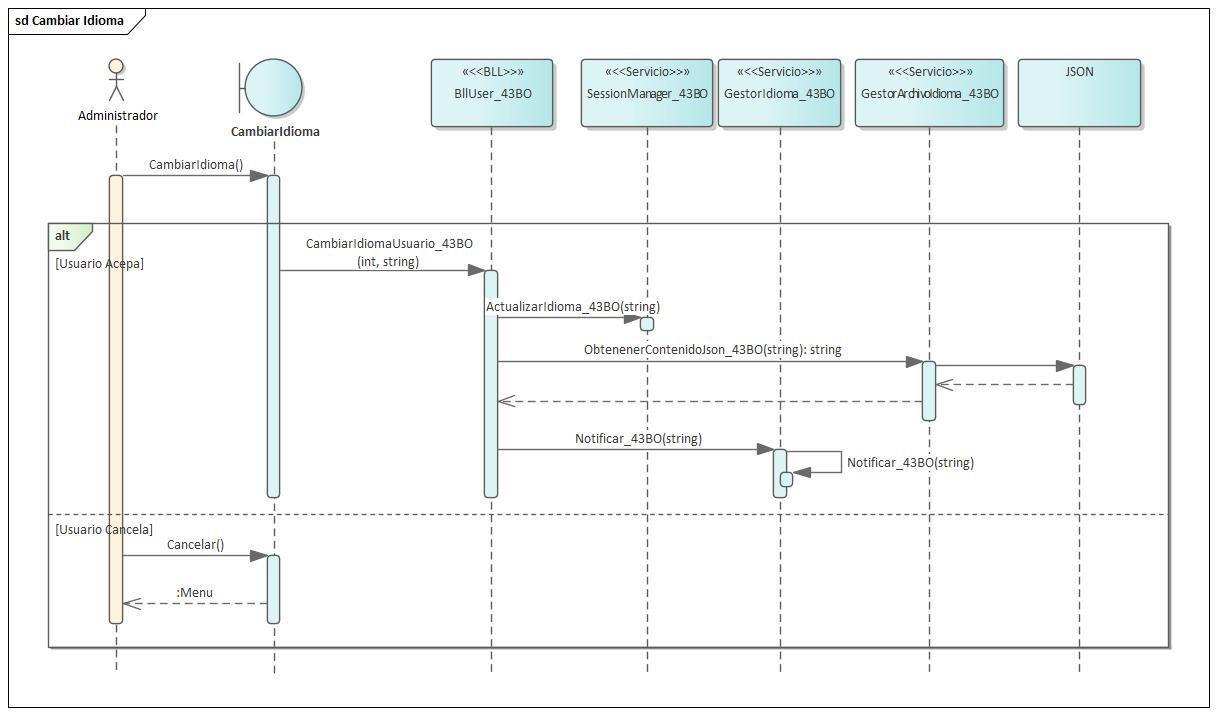 sd Cambiar Idioma
Administrador
CambiarIdioma
«<<BLL>>»
BllUser_43BO
«<<Servicio>>»
SessionManager_43BO
«<<Servicio>>»
GestorIdioma_43BO
«<<Servicio>>»
GestorArchivoIdioma_43BO
JSON
CambiarIdioma()
alt
[Usuario Acepa]
CambiarIdiomaUsuario_43BO
(int, string)
ActualizarIdioma_43BO(string)
ObtenenerContenidoJson_43BO(string): string
Notificar_43BO(string)
Notificar_43BO(string)
[Usuario Cancela]
Cancelar()
:Menu